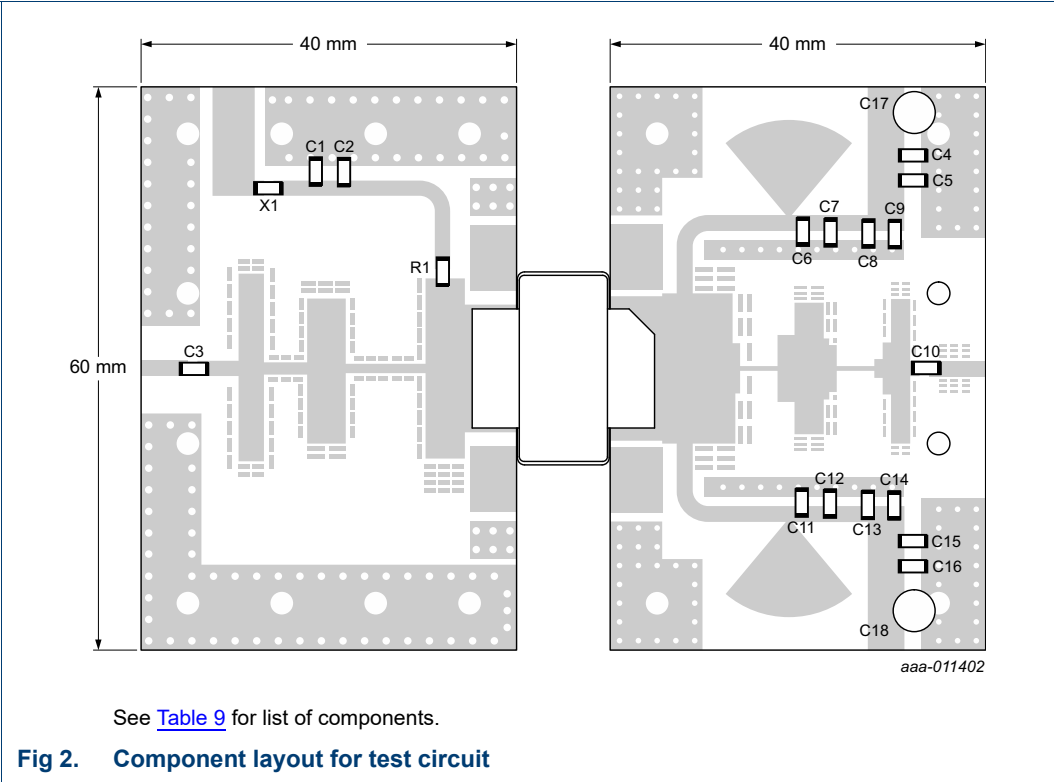 40 mm
40 mm
60 mm
C1 C2
X1
R1
C3
C17
C4
C5
C7
C9
C6
C8
C10
C12
C14
C11
C13
C15
C16
C18
aaa-011402
See Table 9 for list of components.
Fig 2. Component layout for test circuit